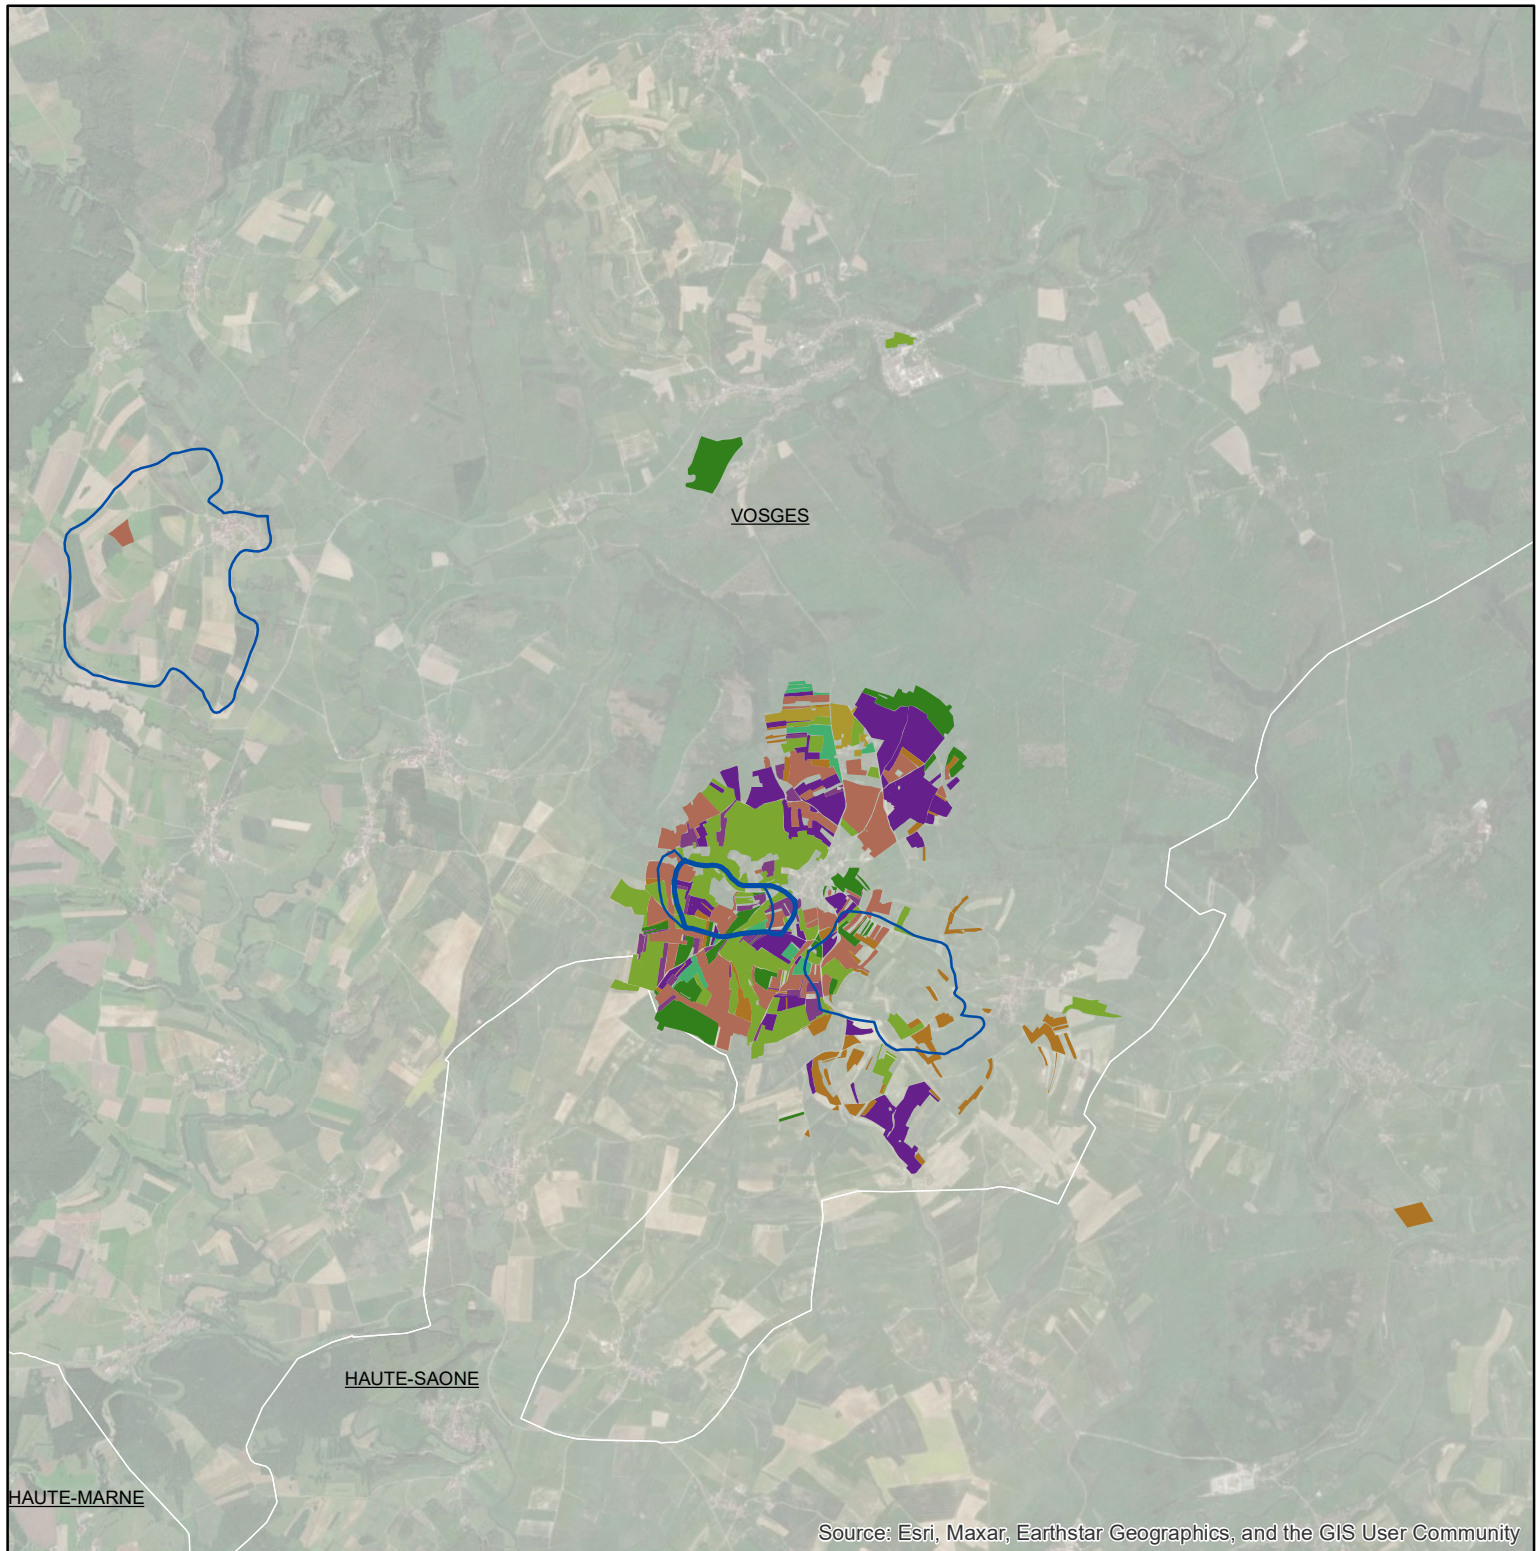 VOSGES
HAUTE-SAONE
HAUTE-MARNE
Source: Esri, Maxar, Earthstar Geographics, and the GIS User Community